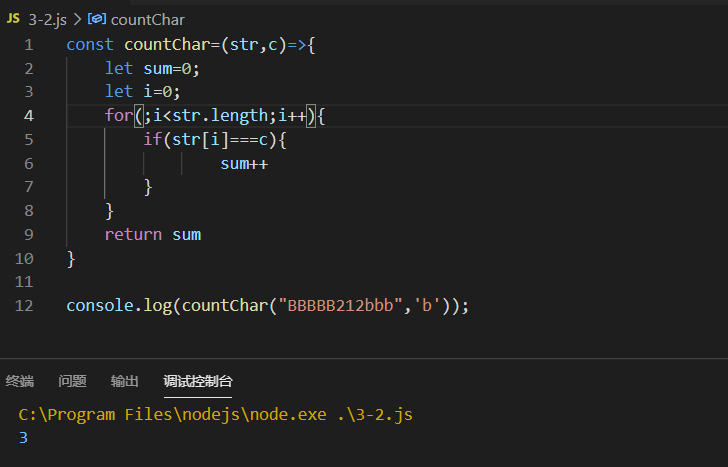 JS 3-2.js > countChar
1 const countChar=(str,c)=>{
2 let sum=0;
3 let i=0;
4 for(;i<str.length;i++){
5 if(str[i]===c){
6 sum++
7 }
8 }
9 return sum
10 }
11
12 console.log(countChar("BBBBB212bbb",'b'));
终端 问题 输出 调试控制台
C:\Program Files\nodejs\node.exe .\3-2.js
3